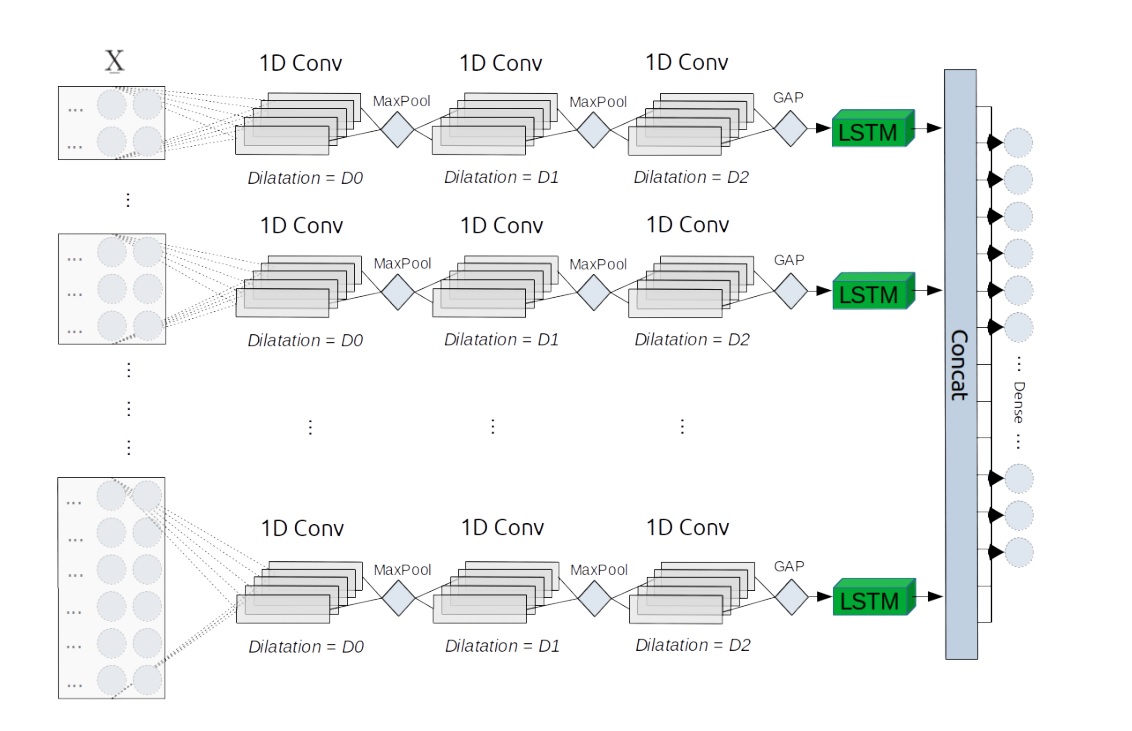 X
1D Conv
1D Conv
1D Conv
MaxPool
MaxPool
GAP
...
...
LSTM
Dilatation = D0
Dilatation = D1
Dilatation = D2
...
1D Conv
1D Conv
1D Conv
MaxPool
MaxPool
GAP
...
...
...
LSTM
Dilatation = D0
Dilatation = D1
Dilatation = D2
Concat
... Dense ...
...
...
...
...
...
...
1D Conv
1D Conv
1D Conv
MaxPool
MaxPool
GAP
...
...
...
...
...
...
LSTM
Dilatation = D0
Dilatation = D1
Dilatation = D2